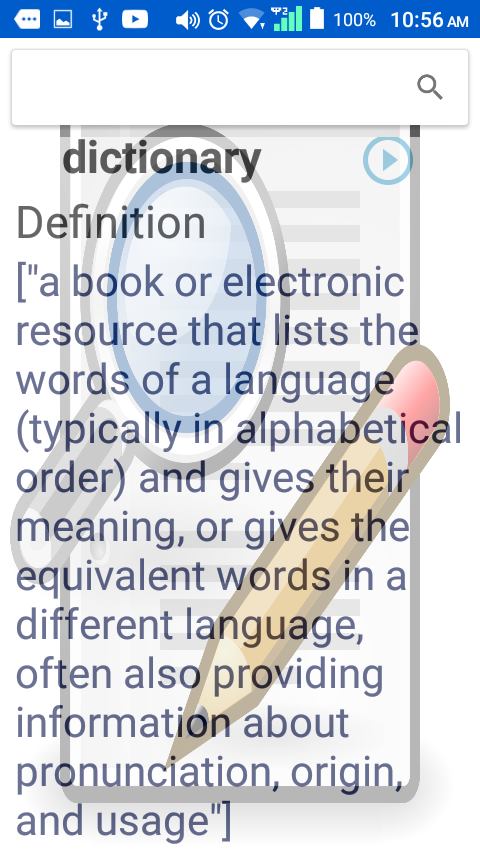 100% 10:56 AM
dictionary
Definition
["a book or electronic
resource that lists the
words of a language
(typically in alphabetical
order) and gives their
meaning, or gives the
equivalent words in a
different language,
often also providing
information about
pronunciation, origin,
and usage"]